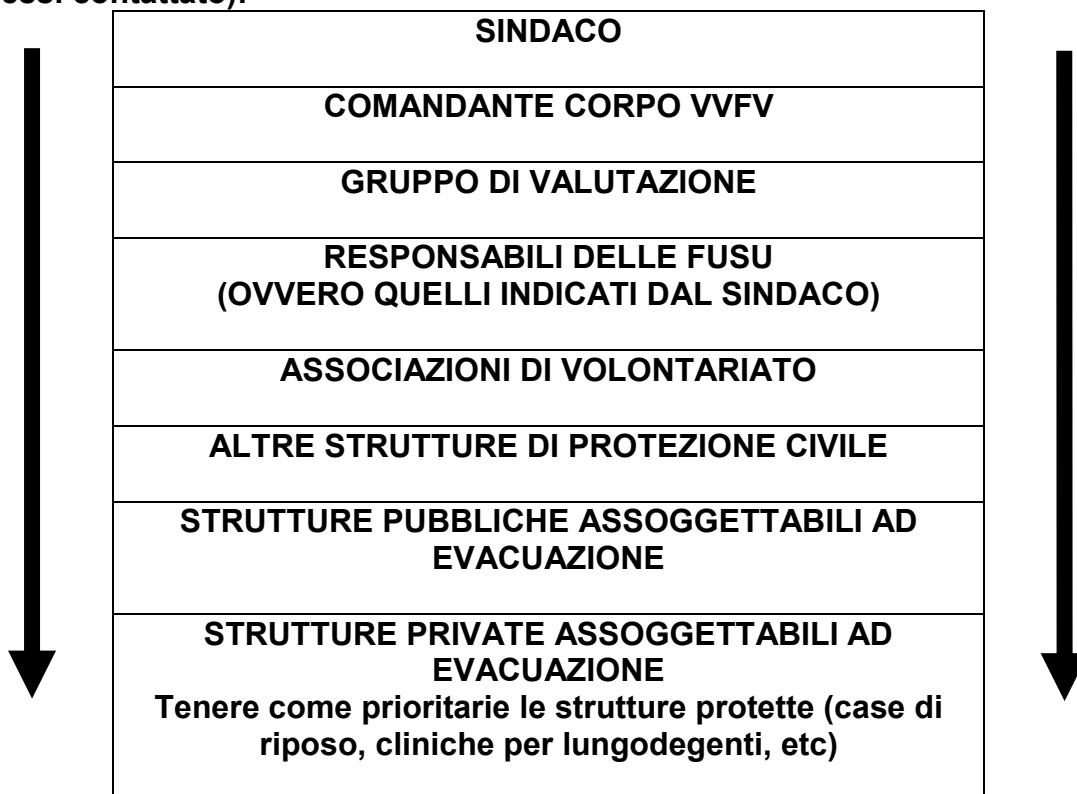 contattato).
SINDACO
COMANDANTE CORPO VVFV
GRUPPO DI VALUTAZIONE
RESPONSABILI DELLE FUSU
(OVVERO QUELLI INDICATI DAL SINDACO)
ASSOCIAZIONI DI VOLONTARIATO
ALTRE STRUTTURE DI PROTEZIONE CIVILE
STRUTTURE PUBBLICHE ASSOGGETTABILI AD
EVACUAZIONE
STRUTTURE PRIVATE ASSOGGETTABILI AD
EVACUAZIONE
Tenere come prioritarie le strutture protette (case di
riposo, cliniche per lungodegenti, etc)